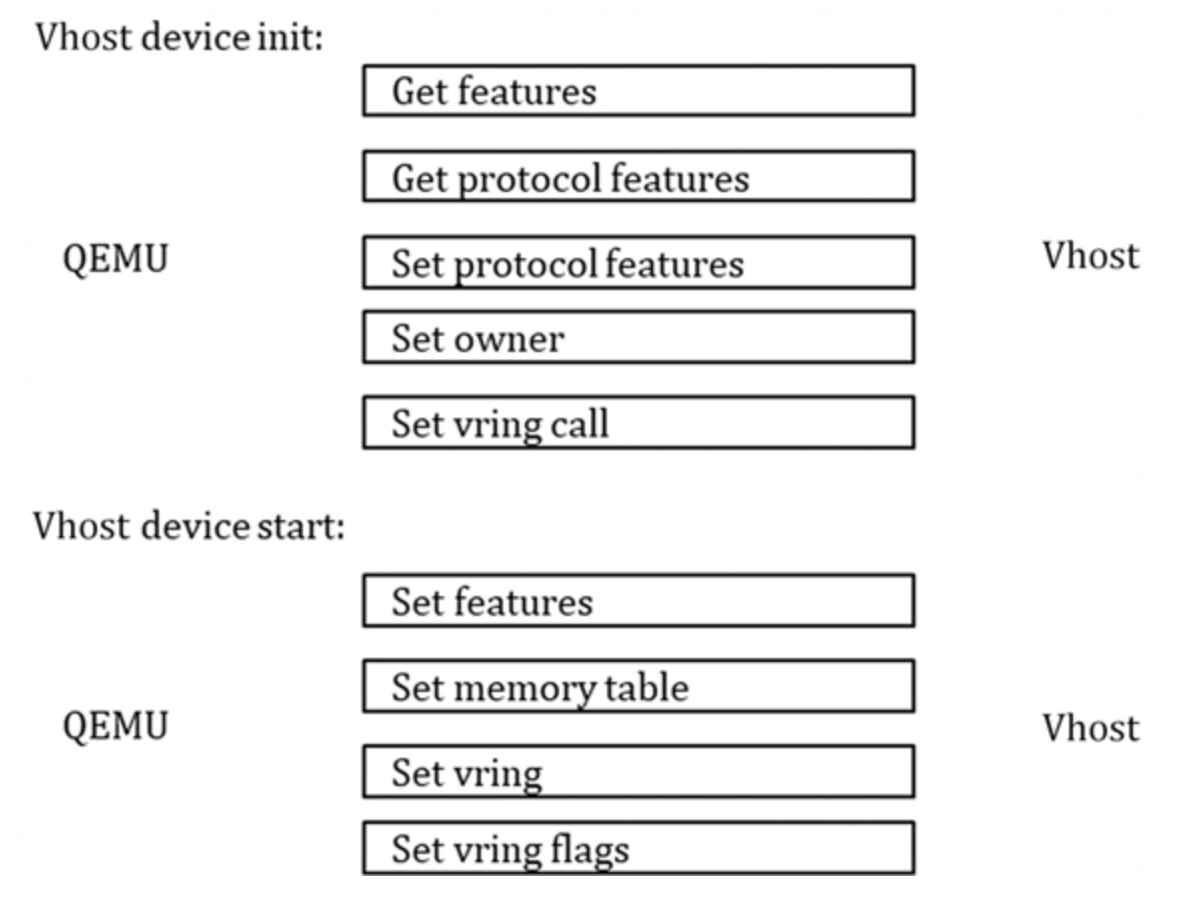 Vhost device init:
Get features
Get protocol features
QEMU
Set protocol features
Vhost
Set owner
Set vring call
Vhost device start:
Set features
Set memory table
QEMU
Vhost
Set vring
Set vring flags